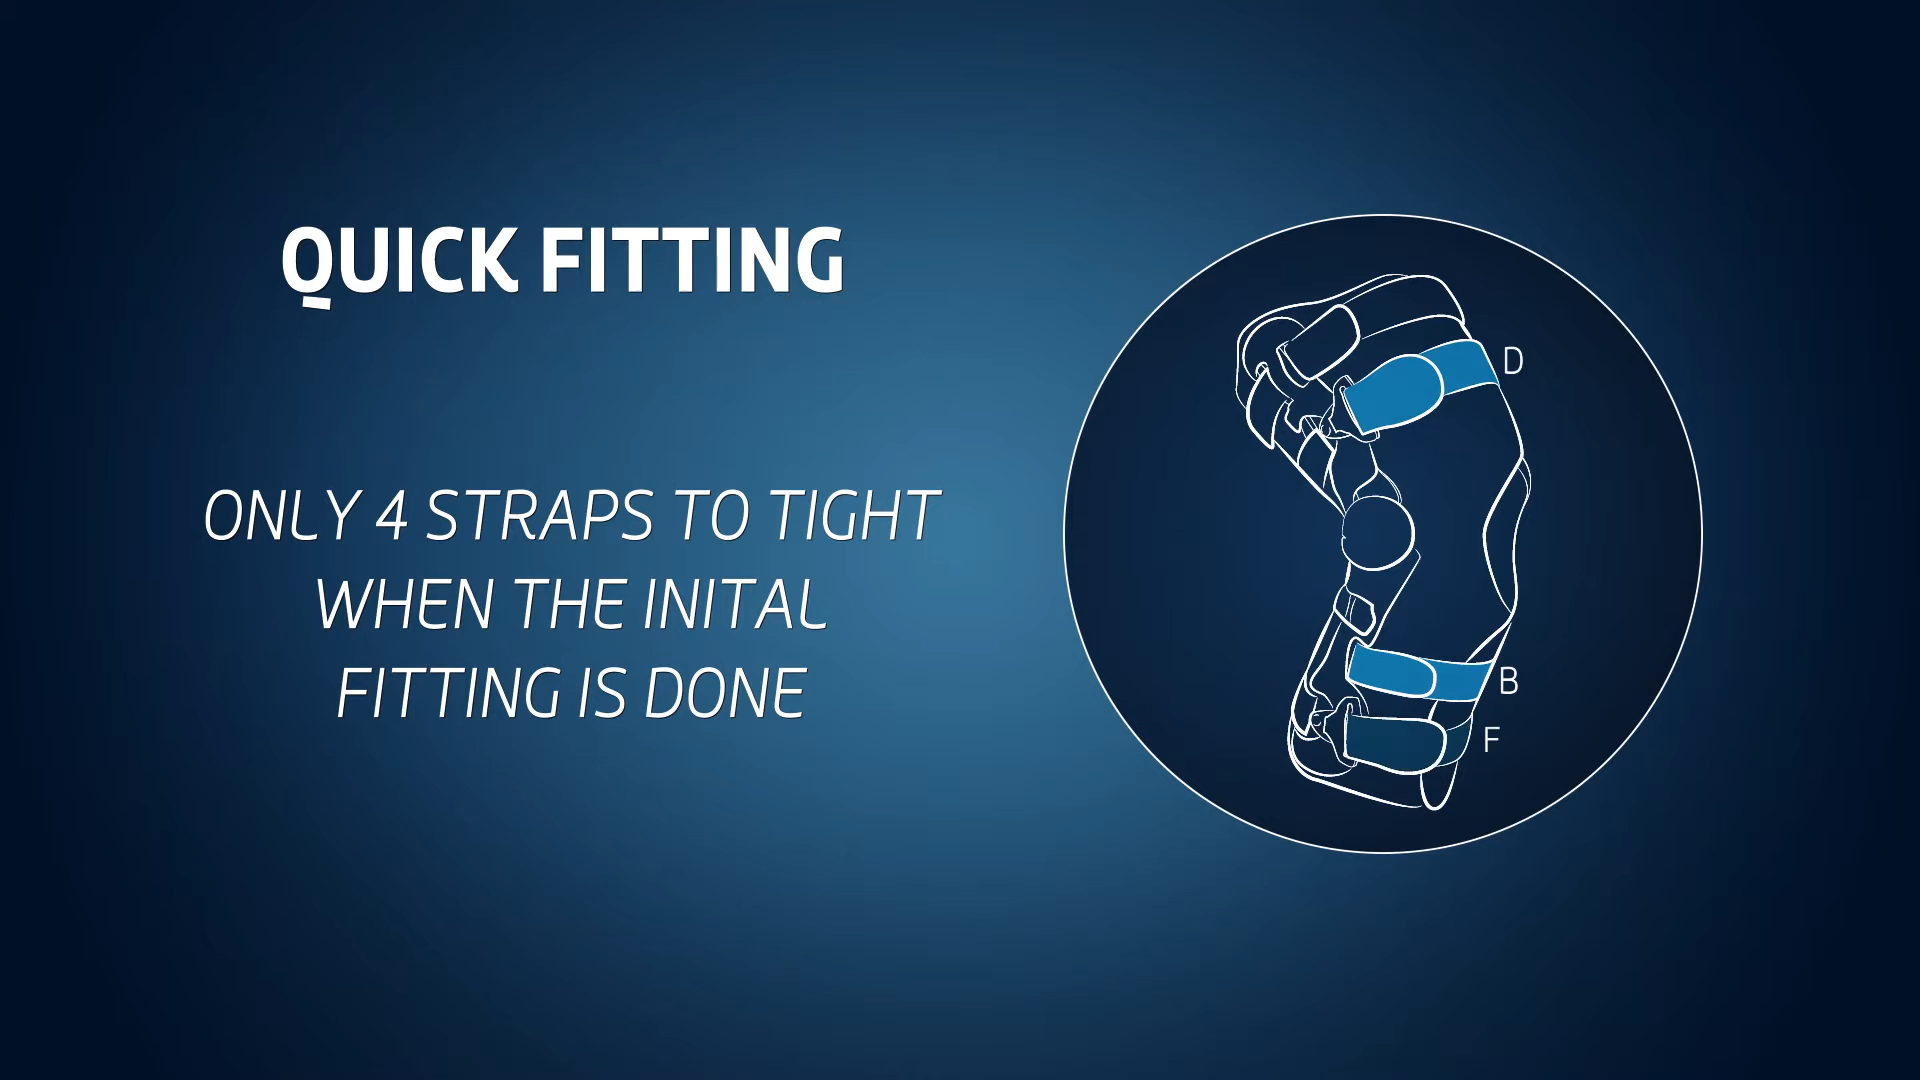 QUICK FITTING
ONLY 4 STRAPS TO TIGHT
WHEN THE INITAL
FITTING IS DONE
D
B
F